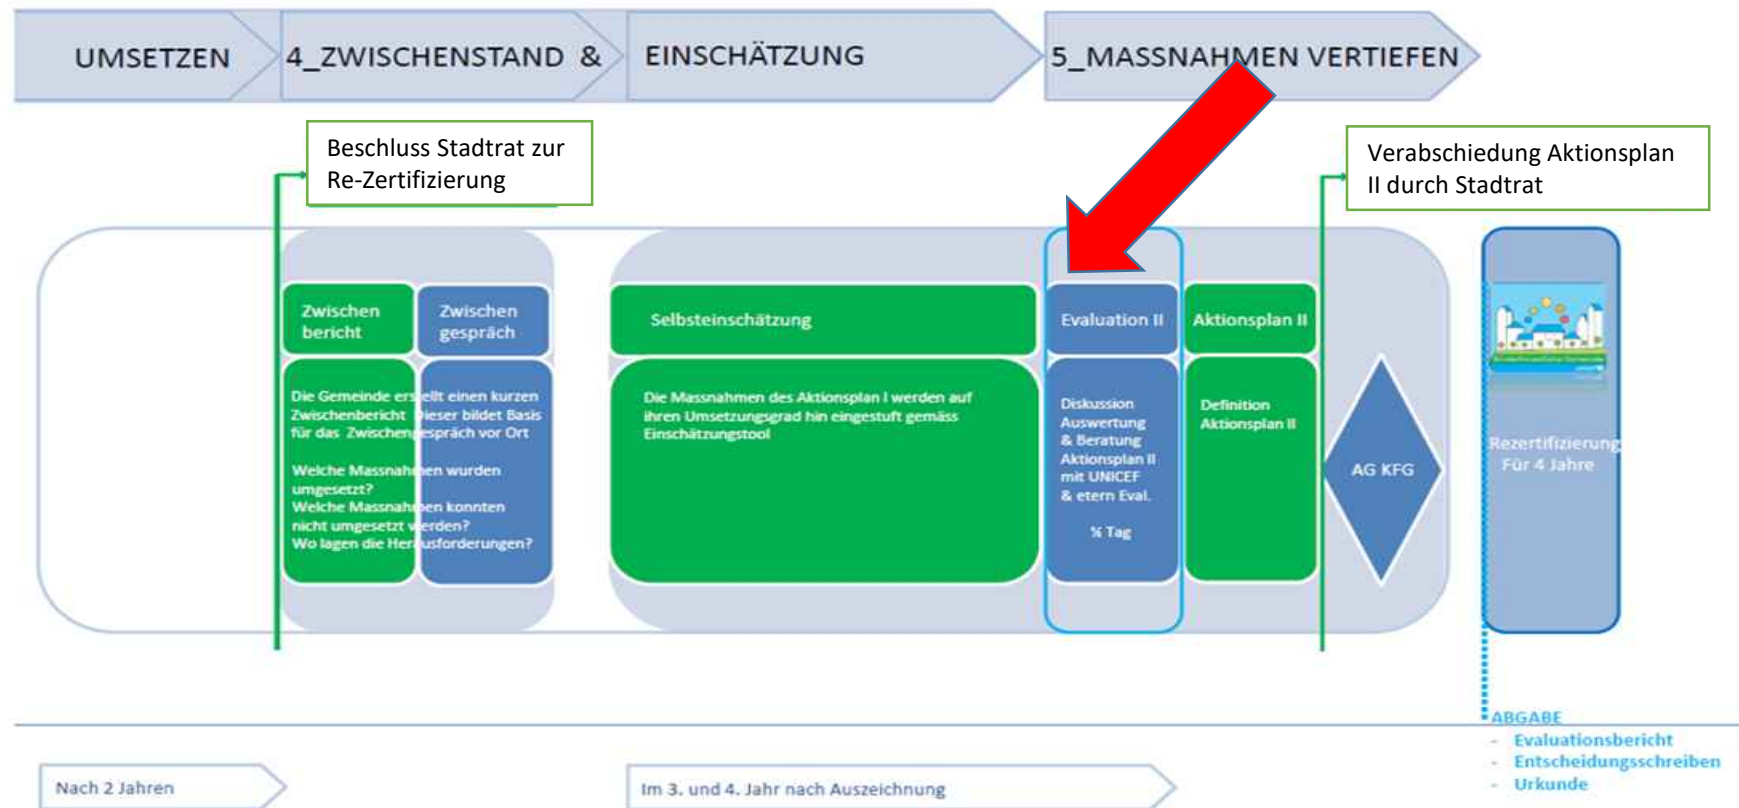 UMSETZEN
4_ZWISCHENSTAND &
EINSCHÄTZUNG
5_MASSNAHMEN VERTIEFEN
Beschluss Stadtrat zur
Re-Zertifizierung
Verabschiedung Aktionsplan
II durch Stadtrat
Zwischen
bericht
Zwischen
gespräch
Die Gemeinde erstellt einen kurzen
Zwischenbericht Dieser bildet Basis
für das Zwischengespräch vor Ort
Welche Massnahmen wurden
umgesetzt?
Welche Massnahmen konnten
nicht umgesetzt werden?
Wo lagen die Herausforderungen?
Selbsteinschätzung
Die Massnahmen des Aktionsplan I werden auf
ihren Umsetzungsgrad hin eingestuft gemäss
Einschätzungstool
Evaluation II
Diskussion
Auswertung
& Beratung
Aktionsplan II
mit UNICEF
& etern Eval.
Tag
Aktionsplan II
Definition
Aktionsplan II
AG KFG
Rezertifizierung
Für 4 Jahre
ABGABE
- Evaluationsbericht
- Entscheidungsschreiben
- Urkunde
Nach 2 Jahren
Im 3. und 4. Jahr nach Auszeichnung